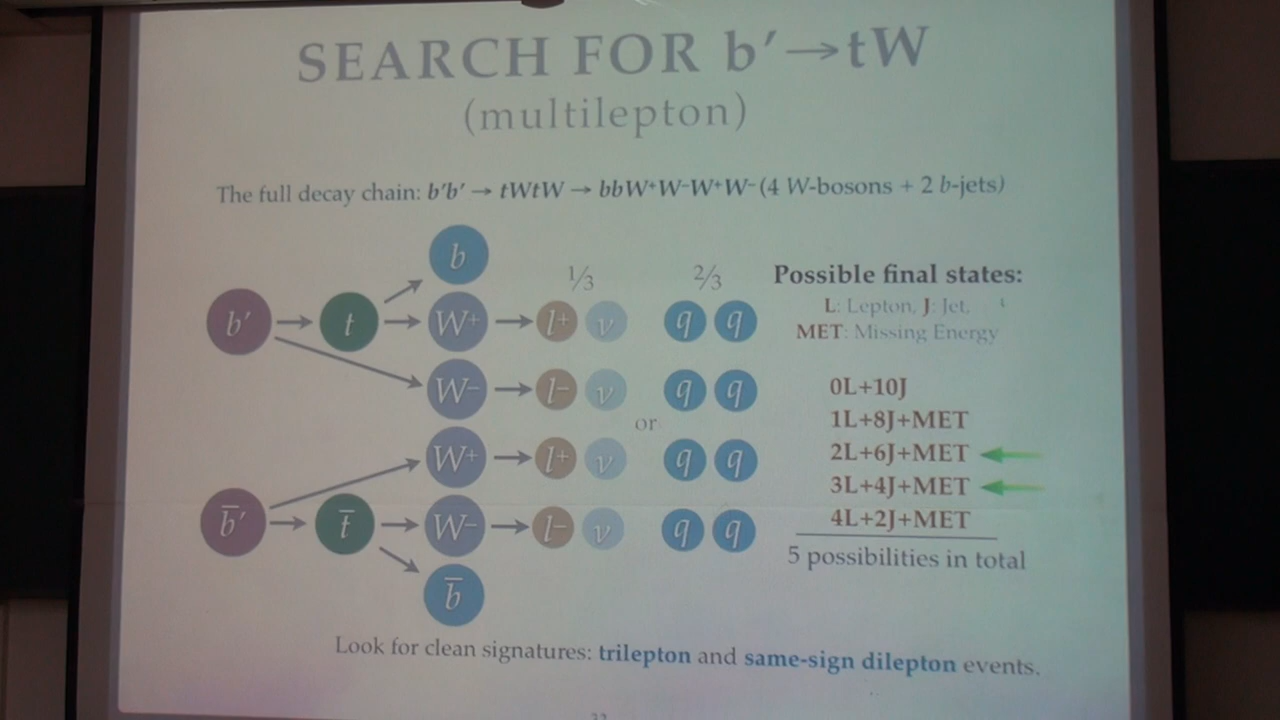 SEARCH FOR b′→tW
(multilepton)
The full decay chain: b′b′ → tWtW → bbW⁺W⁻W⁺W⁻ (4 W-bosons + 2 b-jets)
b
1/3 2/3 Possible final states:
L: Lepton, J: Jet,
b′ t W+ l+ ν q q MET: Missing Energy
W− l− ν q q 0L+10J
or 1L+8J+MET
W+ l+ ν q q 2L+6J+MET
3L+4J+MET
b̅′ t̅ W− l− ν q q 4L+2J+MET
5 possibilities in total
b̅
Look for clean signatures: trilepton and same-sign dilepton events.